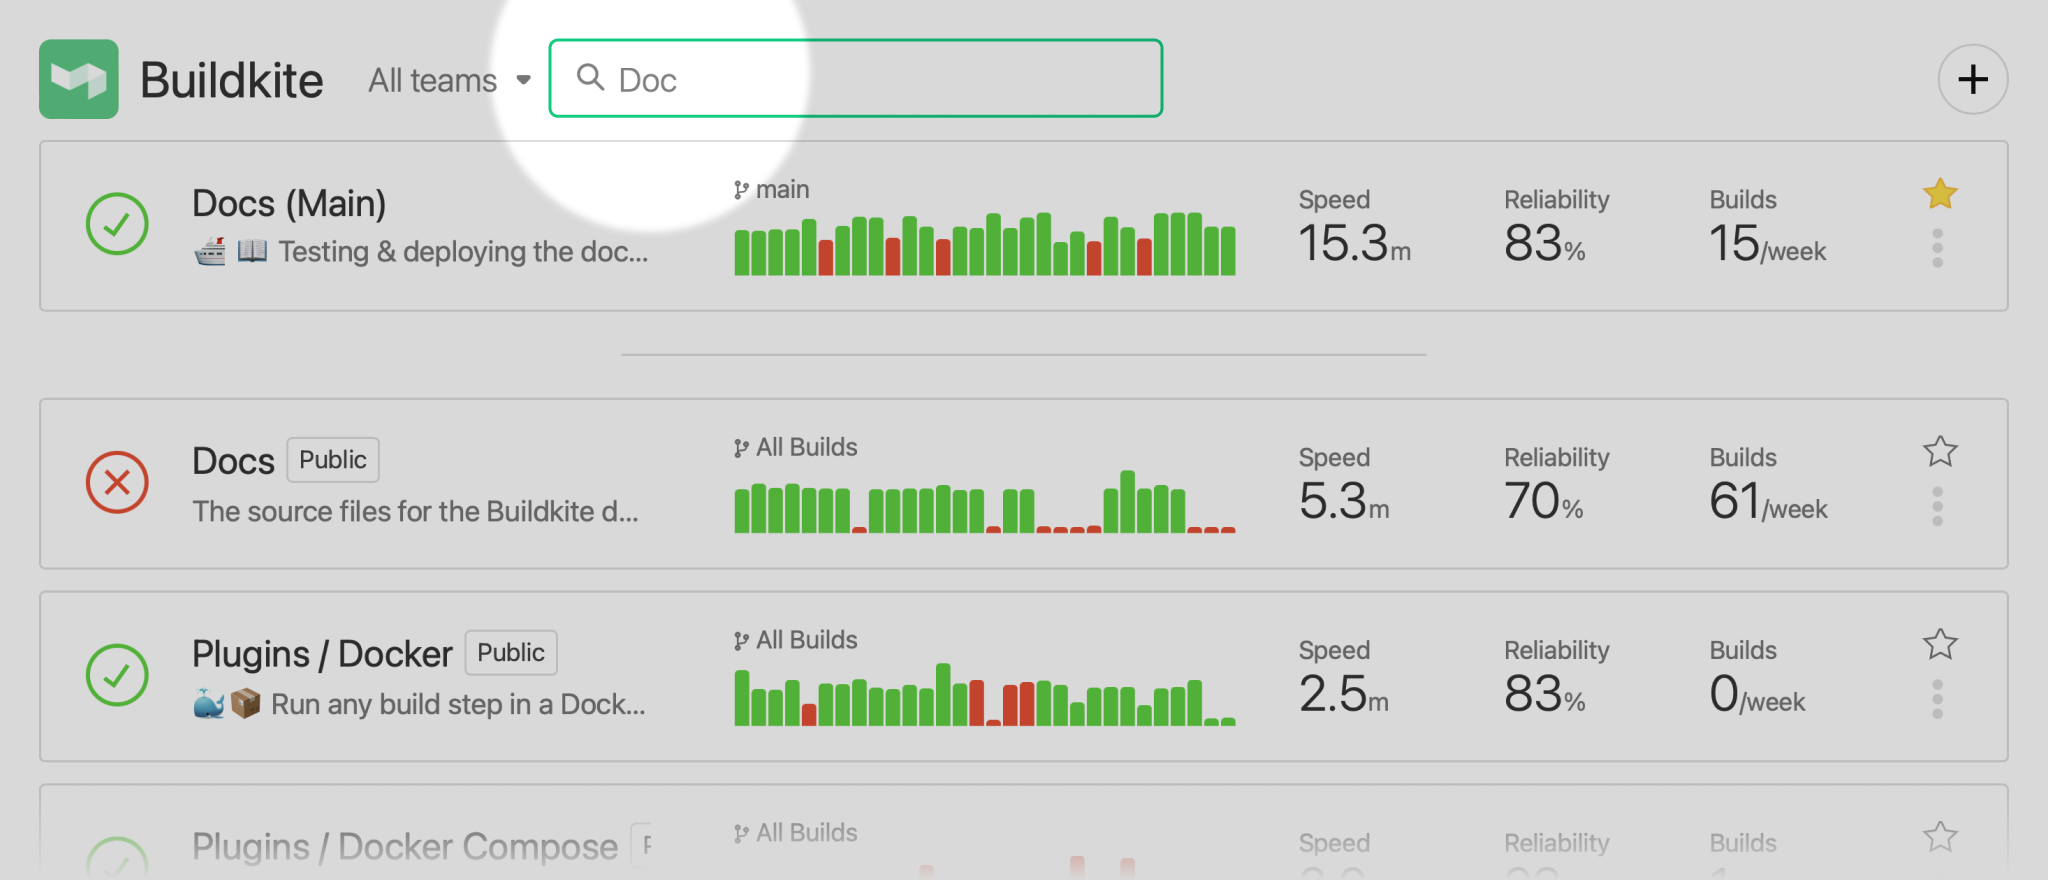 Buildkite All teams Doc
main
Docs (Main)
Testing & deploying the doc...
Speed Reliability Builds
15.3m 83% 15/week
All Builds
Docs Public
The source files for the Buildkite d...
Speed Reliability Builds
5.3m 70% 61/week
All Builds
Plugins / Docker Public
Run any build step in a Dock...
Speed Reliability Builds
2.5m 83% 0/week
All Builds
Plugins / Docker Compose
Speed Reliability Builds